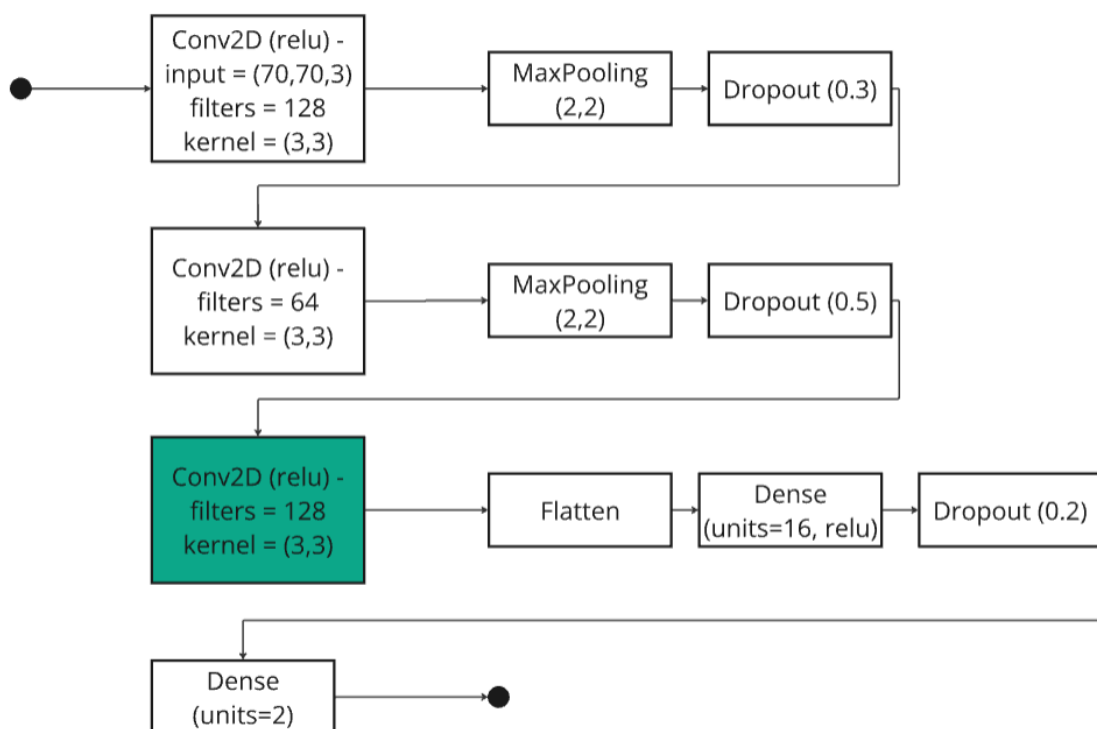 Conv2D (relu) -
input = (70,70,3)
filters = 128
kernel = (3,3)
MaxPooling
(2,2)
Dropout (0.3)
Conv2D (relu) -
filters = 64
kernel = (3,3)
MaxPooling
(2,2)
Dropout (0.5)
Conv2D (relu) -
filters = 128
kernel = (3,3)
Flatten
Dense
(units=16, relu)
Dropout (0.2)
Dense
(units=2)